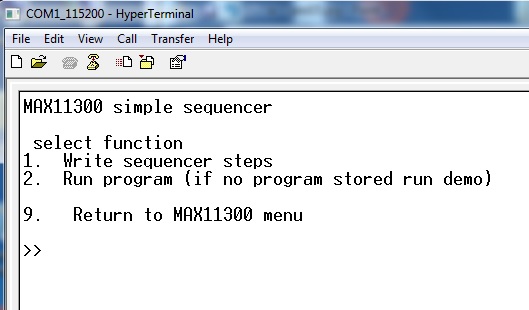 COM1_115200 - HyperTerminal
File Edit View Call Transfer Help
MAX11300 simple sequencer
select function
1. Write sequencer steps
2. Run program (if no program stored run demo)
9. Return to MAX11300 menu
>>